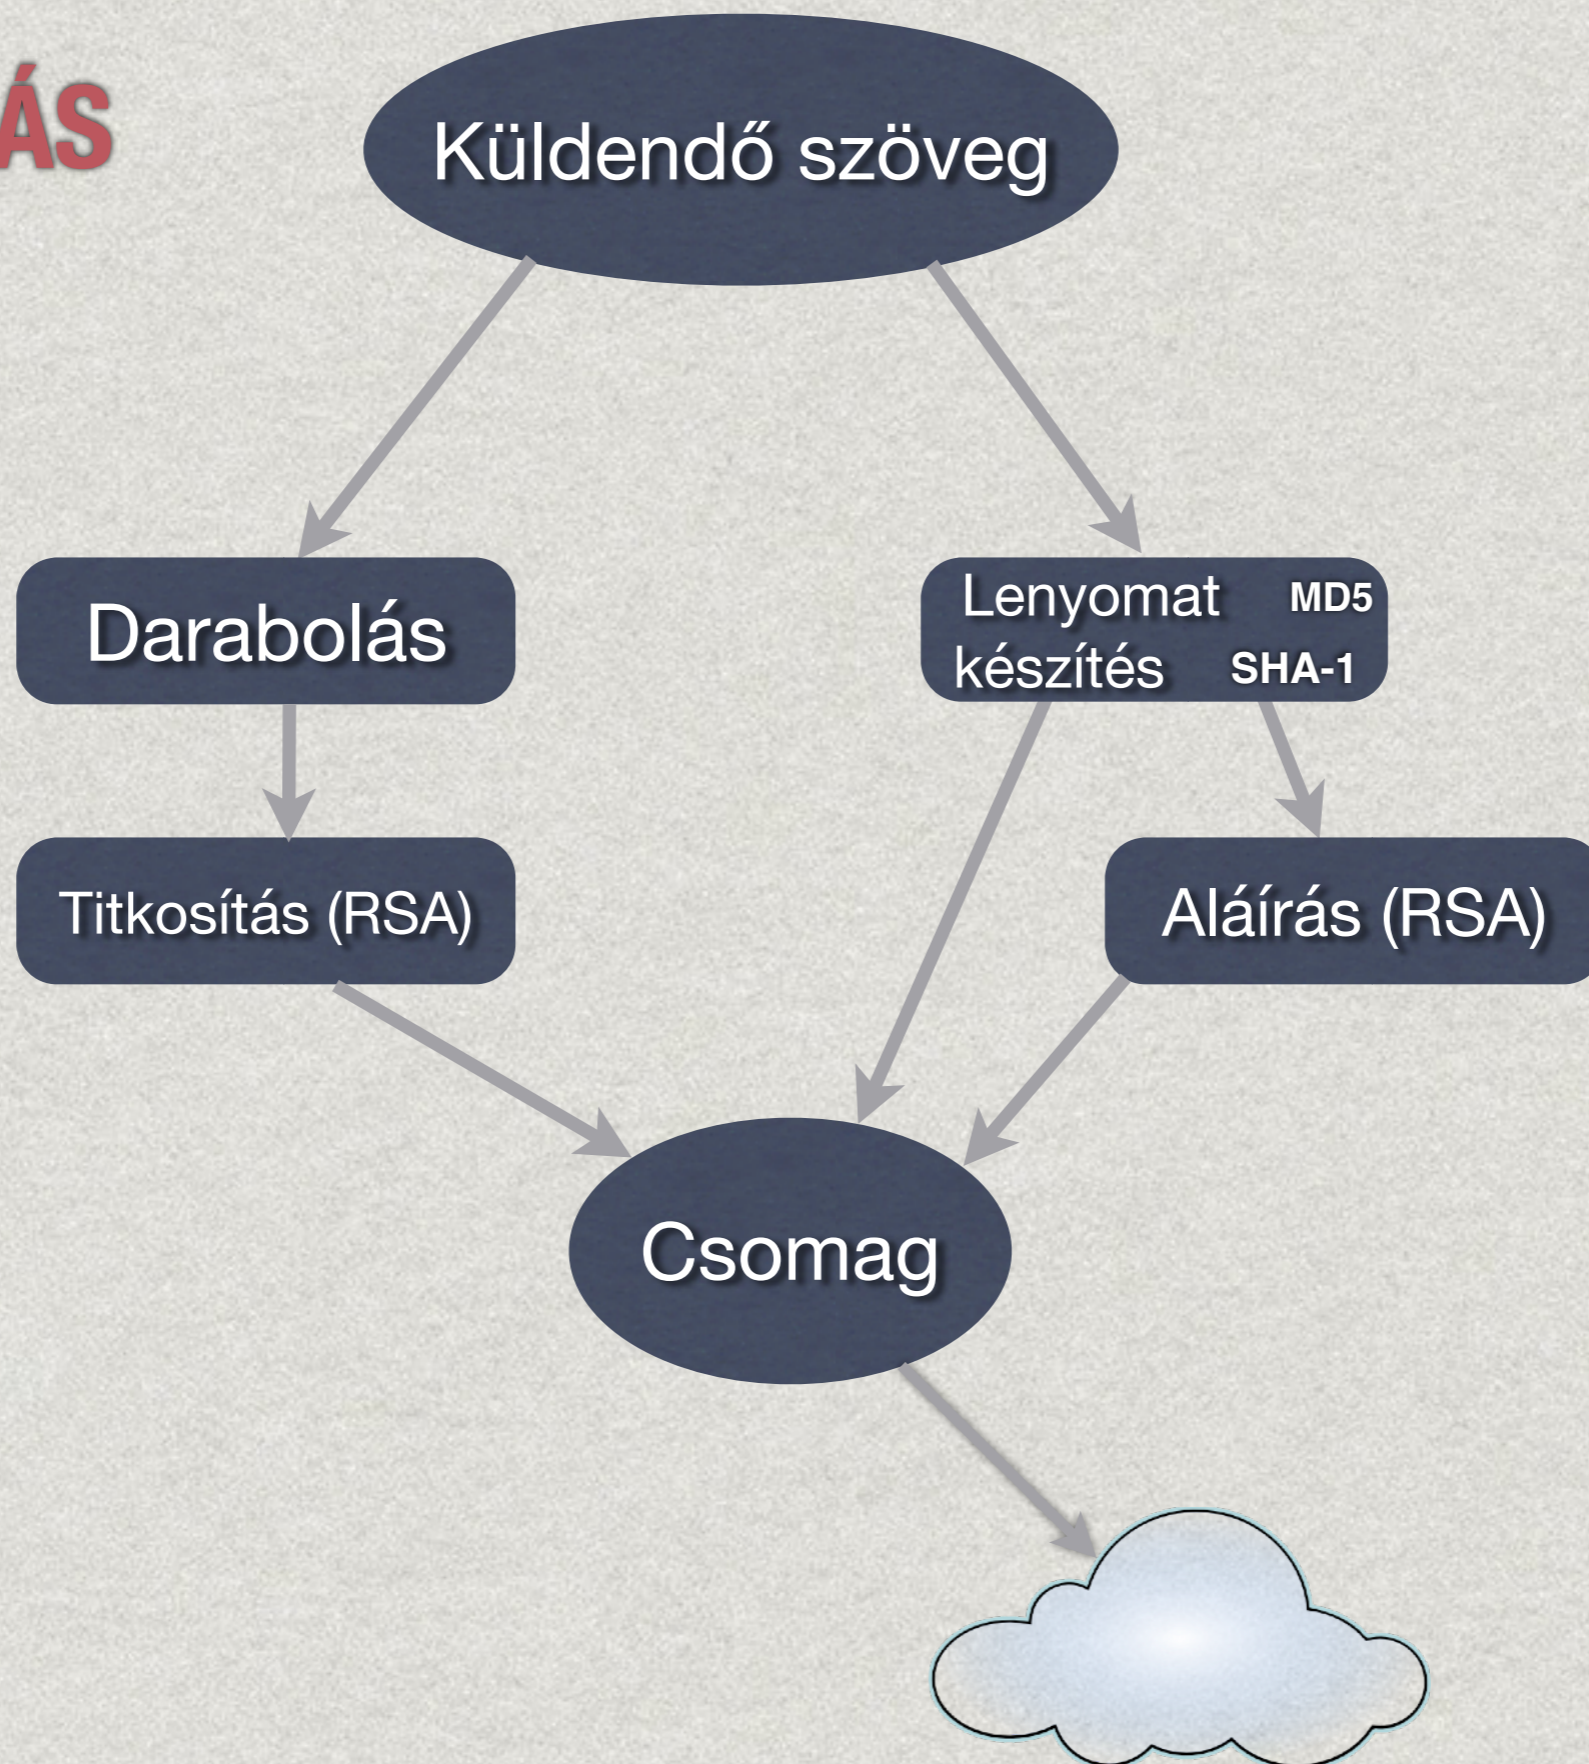 ÁS
Küldendő szöveg
Darabolás
Lenyomat MD5
készítés SHA-1
Titkosítás (RSA)
Aláírás (RSA)
Csomag